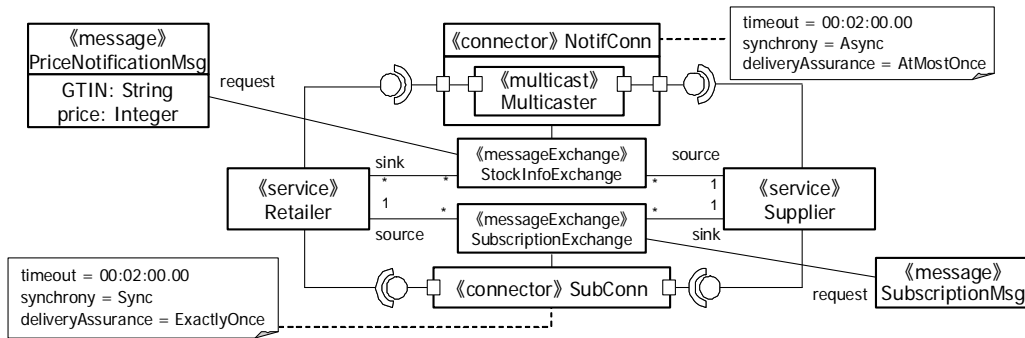 《message》
PriceNotificationMsg
GTIN: String
price: Integer
request
《connector》 NotifConn
《multicast》
Multicaster
timeout = 00:02:00.00
synchrony = Async
deliveryAssurance = AtMostOnce
《messageExchange》
StockInfoExchange
sink
*
*
source
*
1
《service》
Retailer
《service》
Supplier
1
*
source
《messageExchange》
SubscriptionExchange
*
1
sink
timeout = 00:02:00.00
synchrony = Sync
deliveryAssurance = ExactlyOnce
《connector》 SubConn
request
《message》
SubscriptionMsg